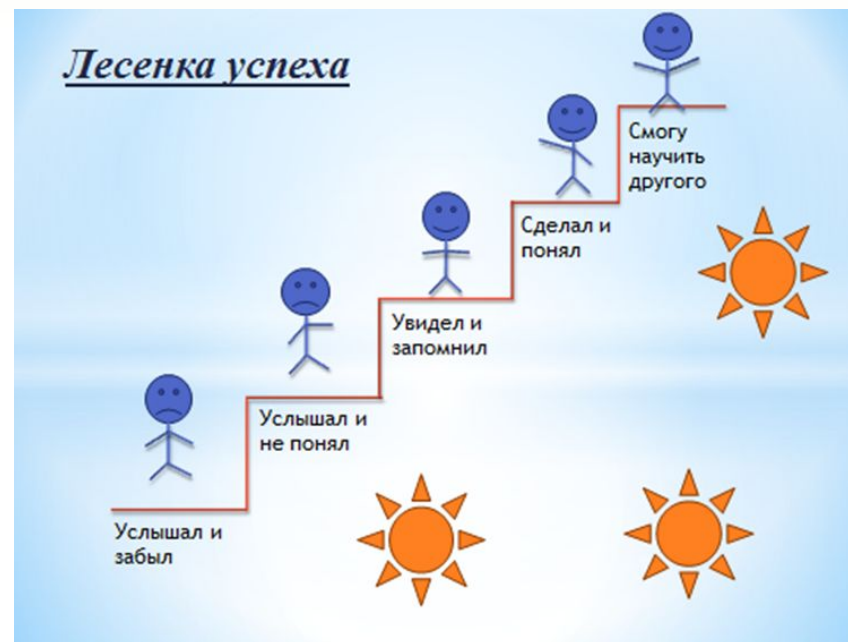 Лесенка успеха
Смогу
научить
другого
Сделал и
понял
Увидел и
запомнил
Услышал и
не понял
Услышал и
забыл